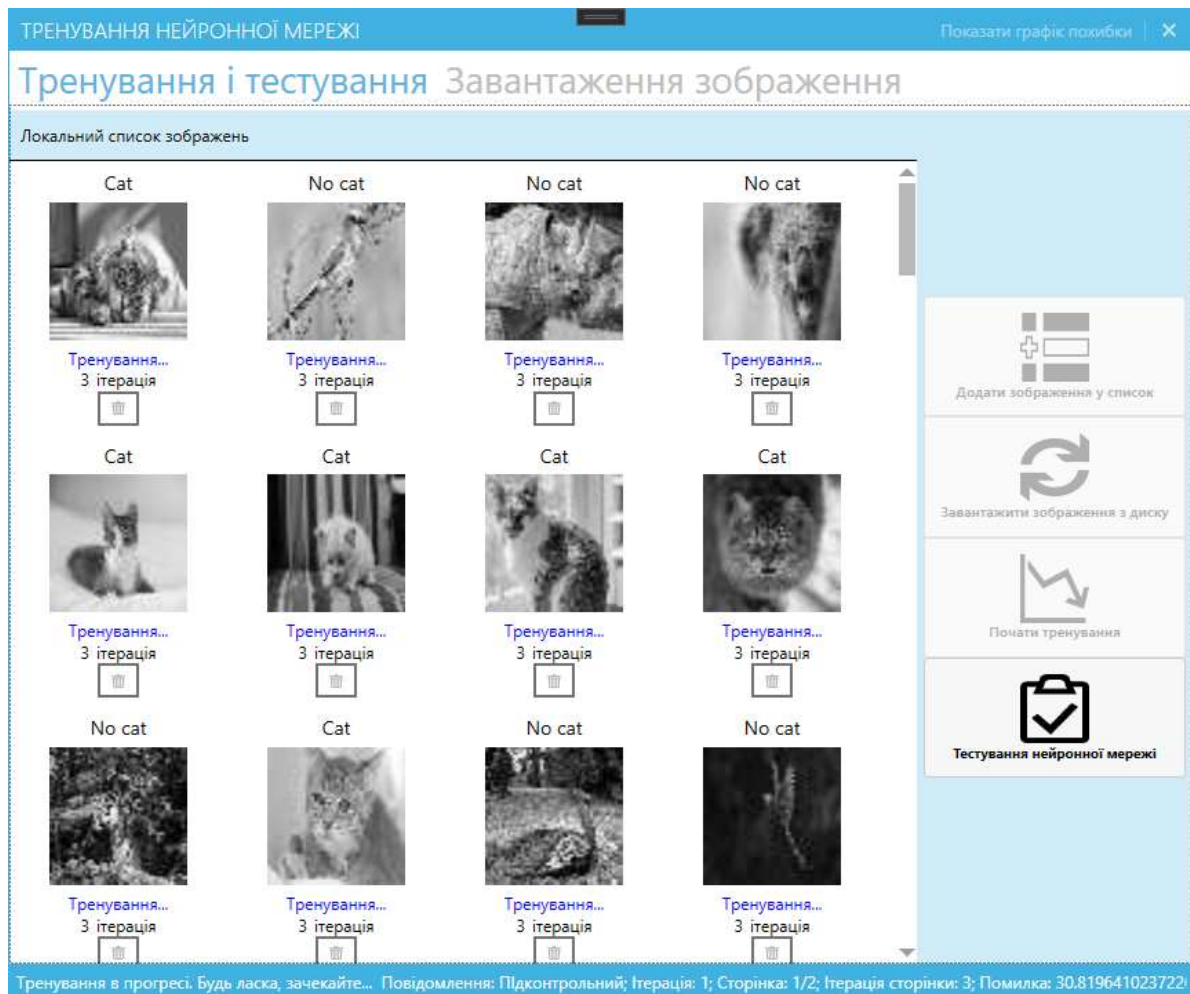 ТРЕНУВАННЯ НЕЙРОННОЇ МЕРЕЖІ Показати графік похибки
Тренування і тестування Завантаження зображення
Локальний список зображень
Cat No cat No cat No cat
Тренування... Тренування... Тренування... Тренування...
3 ітерація 3 ітерація 3 ітерація 3 ітерація
Додати зображення у список
Cat Cat Cat Cat
Завантажити зображення з диску
Тренування... Тренування... Тренування... Тренування...
3 ітерація 3 ітерація 3 ітерація 3 ітерація
Почати тренування
No cat Cat No cat No cat
Тестування нейронної мережі
Тренування... Тренування... Тренування... Тренування...
3 ітерація 3 ітерація 3 ітерація 3 ітерація
Тренування в прогресі. Будь ласка, зачекайте... Повідомлення: ПІдконтрольний; Ітерація: 1; Сторінка: 1/2; Ітерація сторінки: 3; Помилка: 30.819641023722